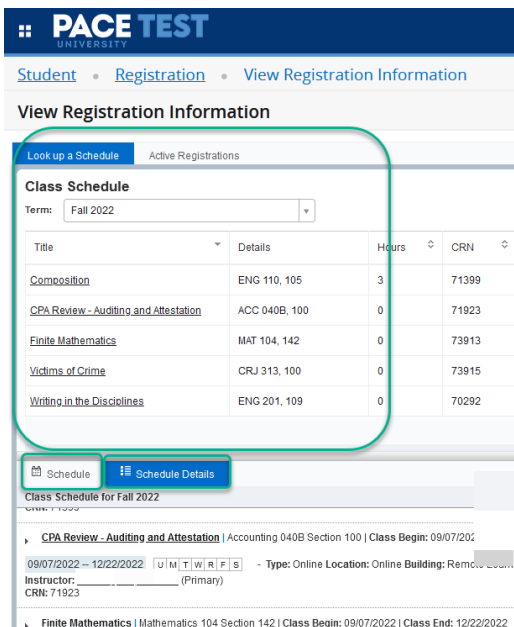 PACE TEST
UNIVERSITY
Student • Registration • View Registration Information
View Registration Information
Look up a Schedule Active Registrations
Class Schedule
Term: Fall 2022
Title Details Hours CRN
Composition ENG 110, 105 3 71399
CPA Review - Auditing and Attestation ACC 040B, 100 0 71923
Finite Mathematics MAT 104, 142 0 73913
Victims of Crime CRJ 313, 100 0 73915
Writing in the Disciplines ENG 201, 109 0 70292
Schedule Schedule Details
Class Schedule for Fall 2022
CRN: 71399
CPA Review - Auditing and Attestation | Accounting 040B Section 100 | Class Begin: 09/07/202
09/07/2022 -- 12/22/2022 U M T W R F S - Type: Online Location: Online Building: Remote Learn
Instructor: (Primary)
CRN: 71923
Finite Mathematics | Mathematics 104 Section 142 | Class Begin: 09/07/2022 | Class End: 12/22/2022